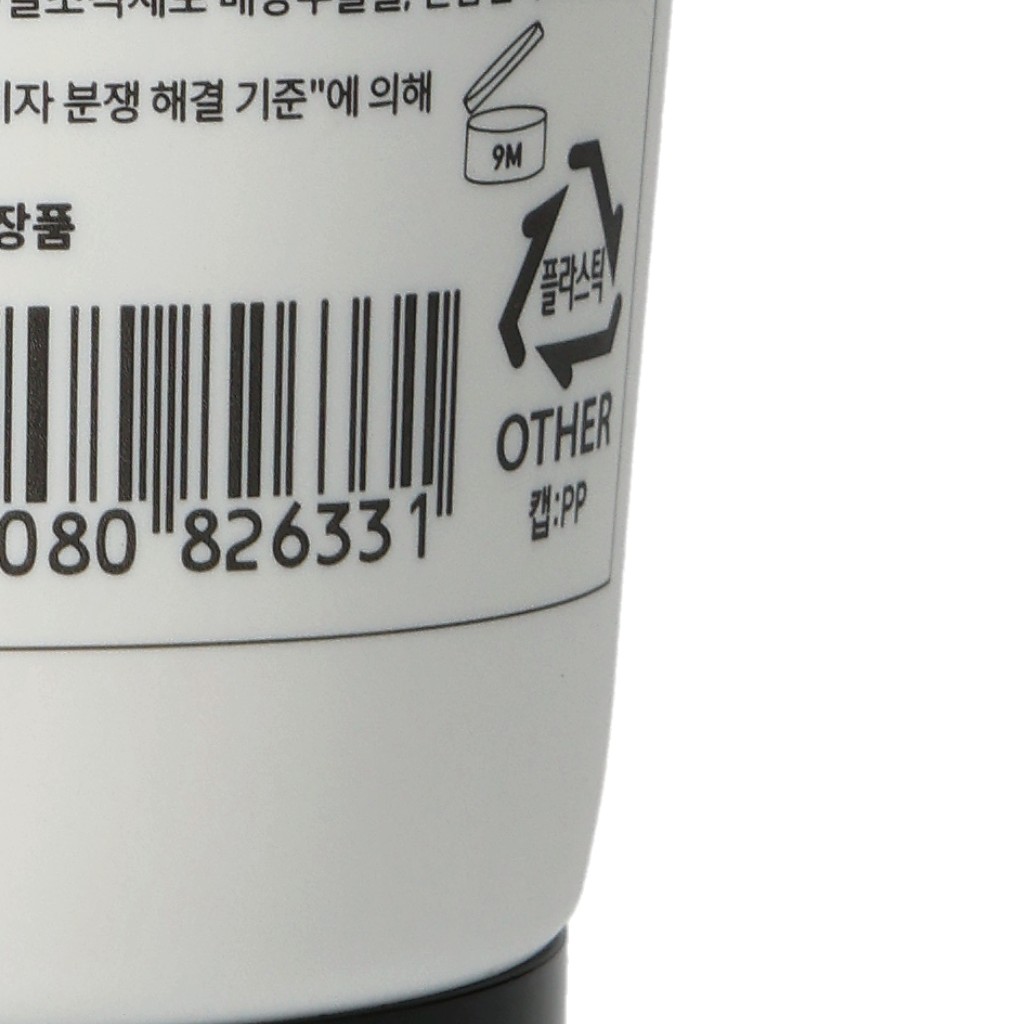 자 분쟁 해결 기준"에 의해
9M
장품
플라스틱
OTHER
캡:PP
080 826331